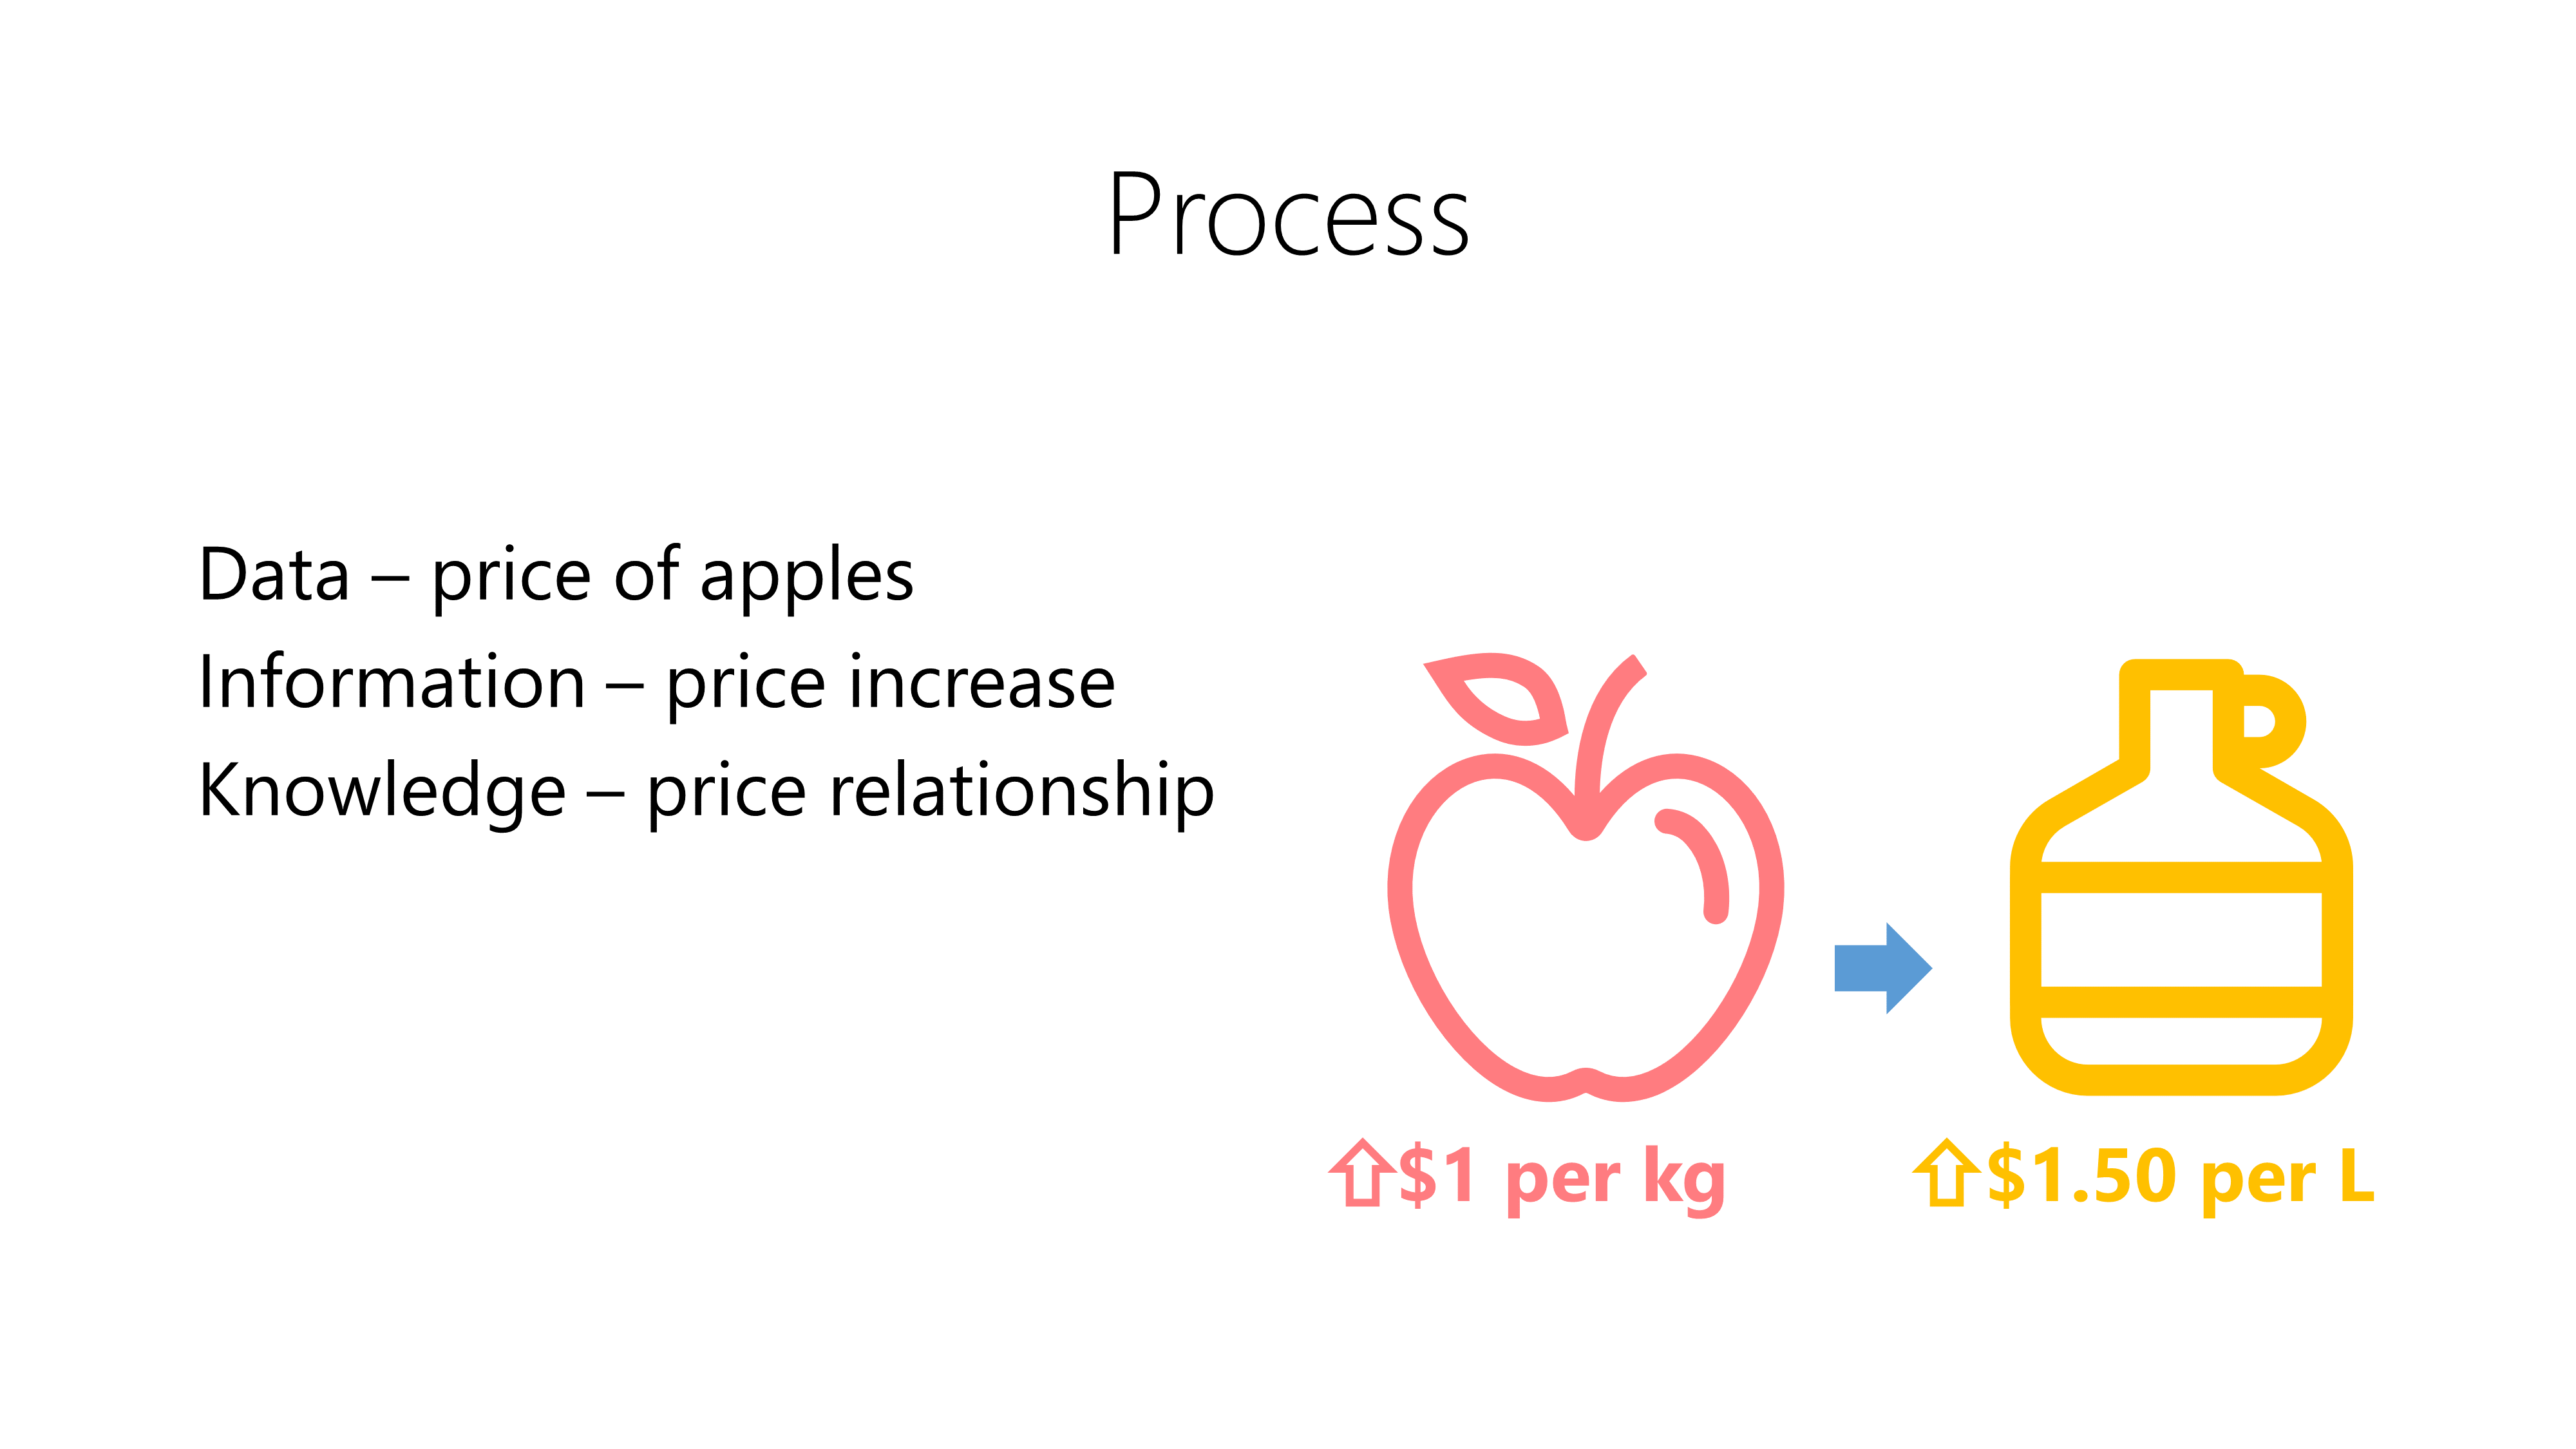 Process
Data – price of apples
Information – price increase
Knowledge – price relationship
⇧$1 per kg
⇧$1.50 per L